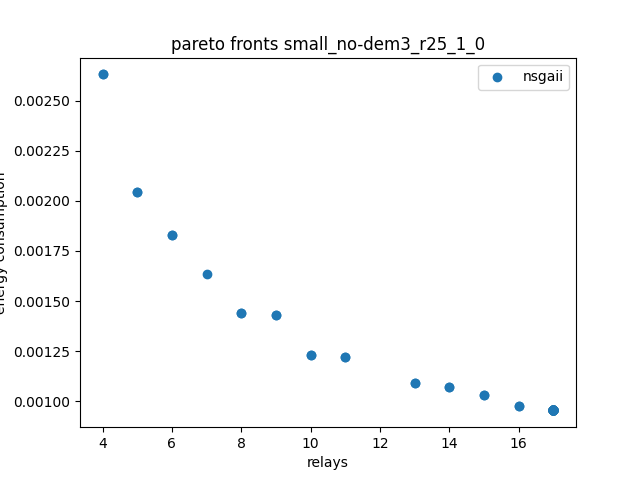 pareto fronts small_no-dem3_r25_1_0
nsgaii
0.00250
0.00225
0.00200
0.00175
0.00150
0.00125
0.00100
energy consumption
4 6 8 10 12 14 16
relays